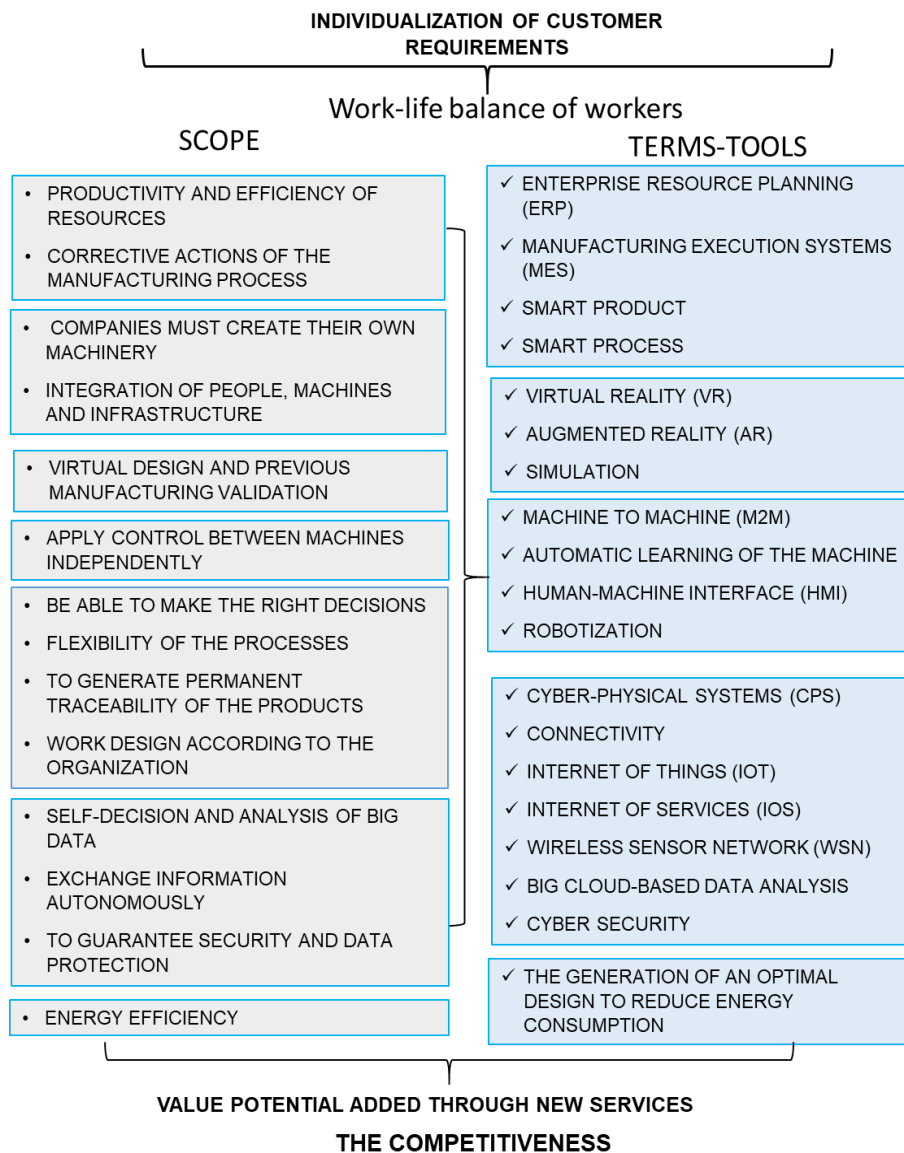 INDIVIDUALIZATION OF CUSTOMER
REQUIREMENTS
Work-life balance of workers
SCOPE
• PRODUCTIVITY AND EFFICIENCY OF
RESOURCES
• CORRECTIVE ACTIONS OF THE
MANUFACTURING PROCESS
• COMPANIES MUST CREATE THEIR OWN
MACHINERY
• INTEGRATION OF PEOPLE, MACHINES
AND INFRASTRUCTURE
• VIRTUAL DESIGN AND PREVIOUS
MANUFACTURING VALIDATION
• APPLY CONTROL BETWEEN MACHINES
INDEPENDENTLY
• BE ABLE TO MAKE THE RIGHT DECISIONS
• FLEXIBILITY OF THE PROCESSES
• TO GENERATE PERMANENT
TRACEABILITY OF THE PRODUCTS
• WORK DESIGN ACCORDING TO THE
ORGANIZATION
• SELF-DECISION AND ANALYSIS OF BIG
DATA
• EXCHANGE INFORMATION
AUTONOMOUSLY
• TO GUARANTEE SECURITY AND DATA
PROTECTION
• ENERGY EFFICIENCY
TERMS-TOOLS
✓ ENTERPRISE RESOURCE PLANNING
(ERP)
✓ MANUFACTURING EXECUTION SYSTEMS
(MES)
✓ SMART PRODUCT
✓ SMART PROCESS
✓ VIRTUAL REALITY (VR)
✓ AUGMENTED REALITY (AR)
✓ SIMULATION
✓ MACHINE TO MACHINE (M2M)
✓ AUTOMATIC LEARNING OF THE MACHINE
✓ HUMAN-MACHINE INTERFACE (HMI)
✓ ROBOTIZATION
✓ CYBER-PHYSICAL SYSTEMS (CPS)
✓ CONNECTIVITY
✓ INTERNET OF THINGS (IOT)
✓ INTERNET OF SERVICES (IOS)
✓ WIRELESS SENSOR NETWORK (WSN)
✓ BIG CLOUD-BASED DATA ANALYSIS
✓ CYBER SECURITY
✓ THE GENERATION OF AN OPTIMAL
DESIGN TO REDUCE ENERGY
CONSUMPTION
VALUE POTENTIAL ADDED THROUGH NEW SERVICES
THE COMPETITIVENESS